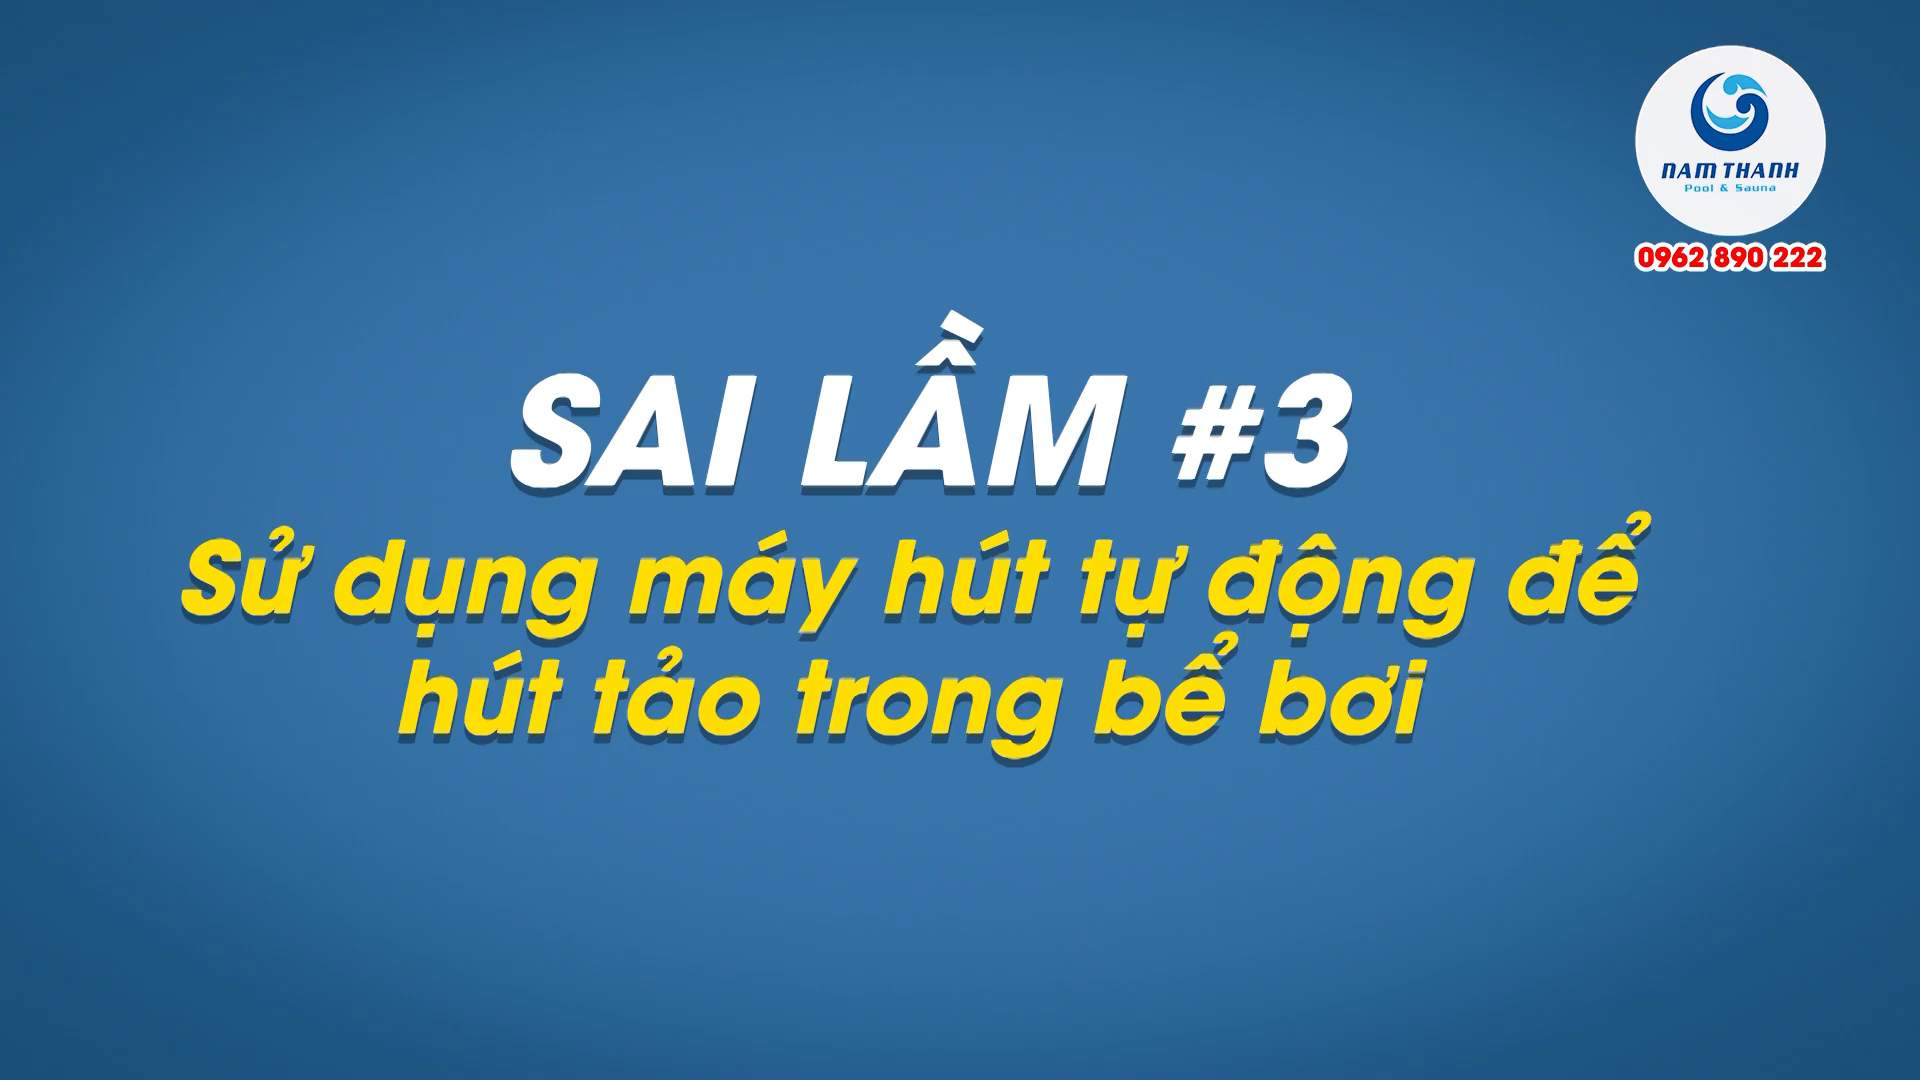 NAM THANH
Pool & Sauna
0962 890 222
SAI LẦM #3
Sử dụng máy hút tự động để
hút tảo trong bể bơi